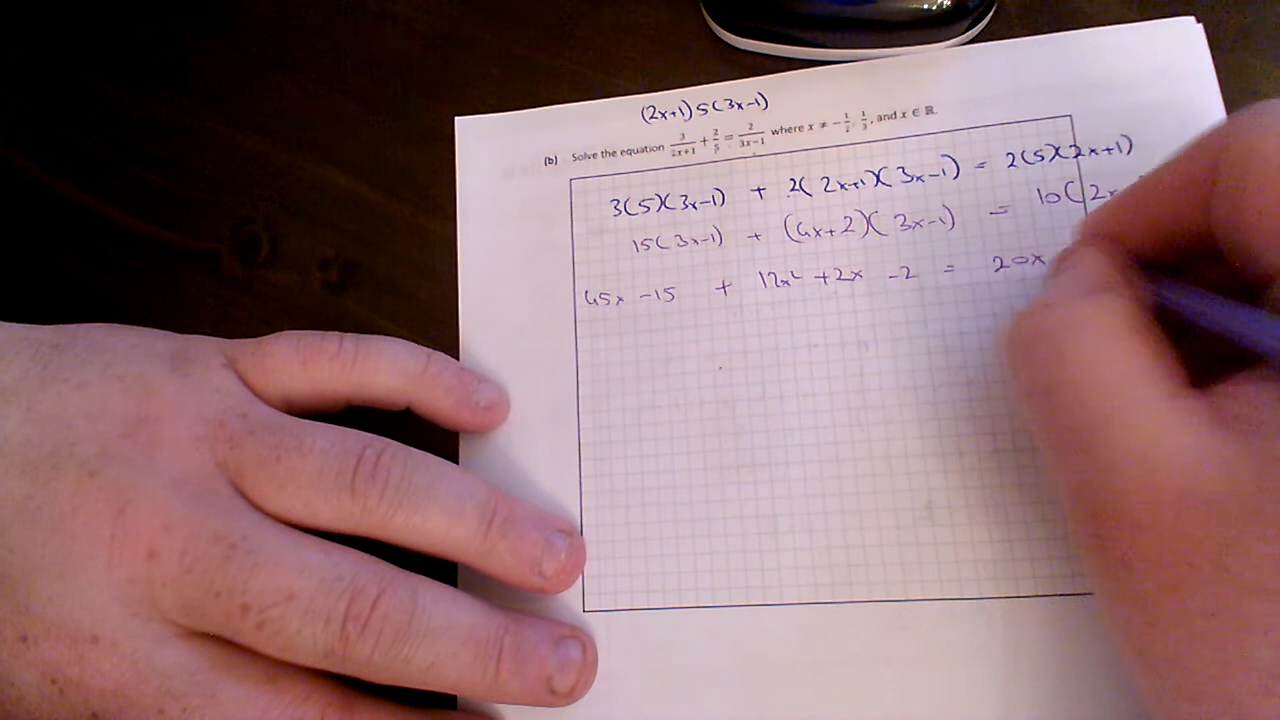 (2x+1) 5 (3x-1)
(b) Solve the equation 3/(2x+1) + 2/5 = 2/(3x-1) where x ≠ -1/2, 1/3, and x ∈ ℝ.
3(5)(3x-1) + 2(2x+1)(3x-1) = 2(5)(2x+1)
15(3x-1) + (4x+2)(3x-1) = 10(2x
45x -15 + 12x² +2x -2 = 20x